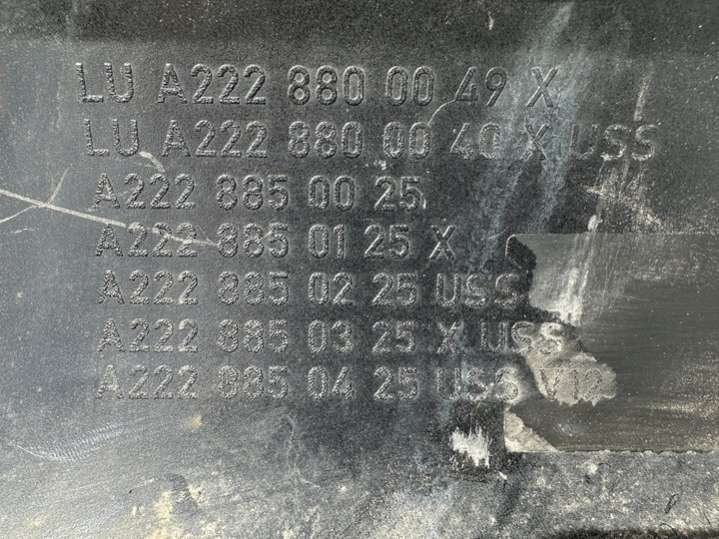 LU A222 880 00 49 X
LU A222 880 00 40 X USS
A222 885 00 25
A222 885 01 25 X
A222 885 02 25 USS
A222 885 03 25 X USS
A222 885 04 25 USS V12